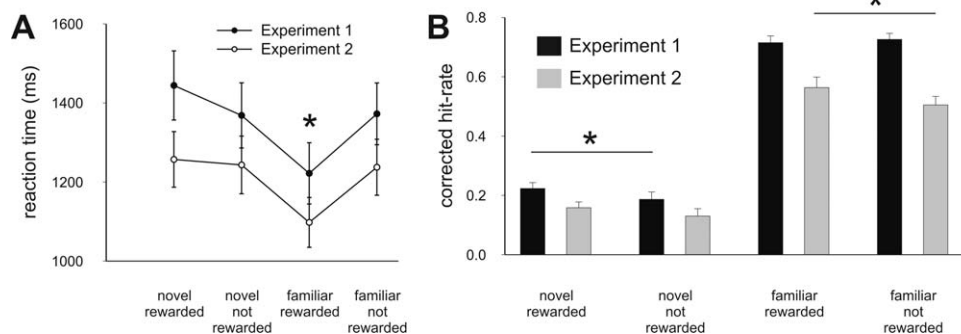 A
1600
1400
1200
1000
reaction time (ms)
Experiment 1
Experiment 2
*
novel
rewarded
novel
not
rewarded
familiar
rewarded
familiar
not
rewarded
B
0.8
0.6
0.4
0.2
0.0
corrected hit-rate
Experiment 1
Experiment 2
*
*
novel
rewarded
novel
not
rewarded
familiar
rewarded
familiar
not
rewarded